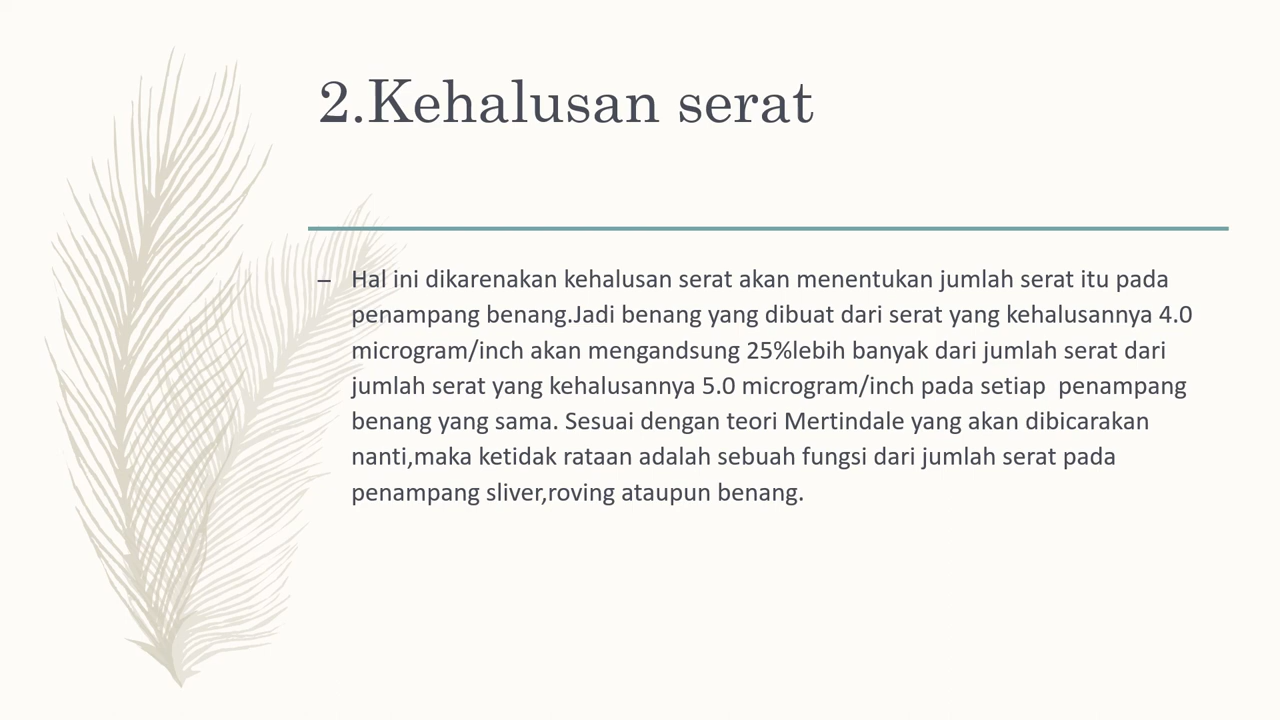 2.Kehalusan serat
– Hal ini dikarenakan kehalusan serat akan menentukan jumlah serat itu pada
penampang benang.Jadi benang yang dibuat dari serat yang kehalusannya 4.0
microgram/inch akan mengandsung 25%lebih banyak dari jumlah serat dari
jumlah serat yang kehalusannya 5.0 microgram/inch pada setiap  penampang
benang yang sama. Sesuai dengan teori Mertindale yang akan dibicarakan
nanti,maka ketidak rataan adalah sebuah fungsi dari jumlah serat pada
penampang sliver,roving ataupun benang.